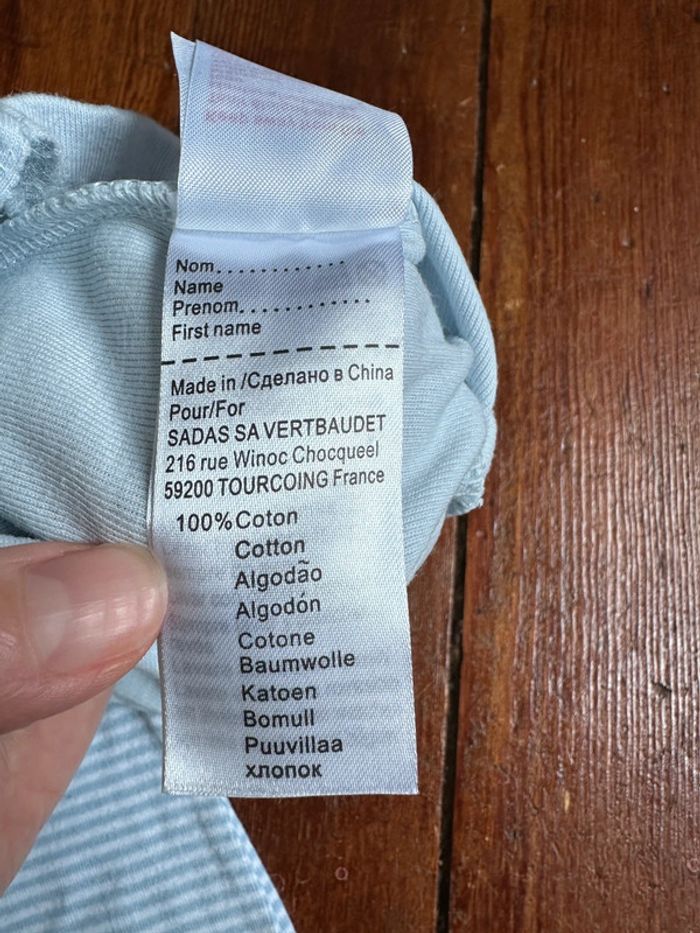 Nom.............
Name
Prenom.............
First name
Made in /Сделано в China
Pour/For
SADAS SA VERTBAUDET
216 rue Winoc Chocqueel
59200 TOURCOING France
100% Coton
Cotton
Algodão
Algodón
Cotone
Baumwolle
Katoen
Bomull
Puuvillaa
хлопок